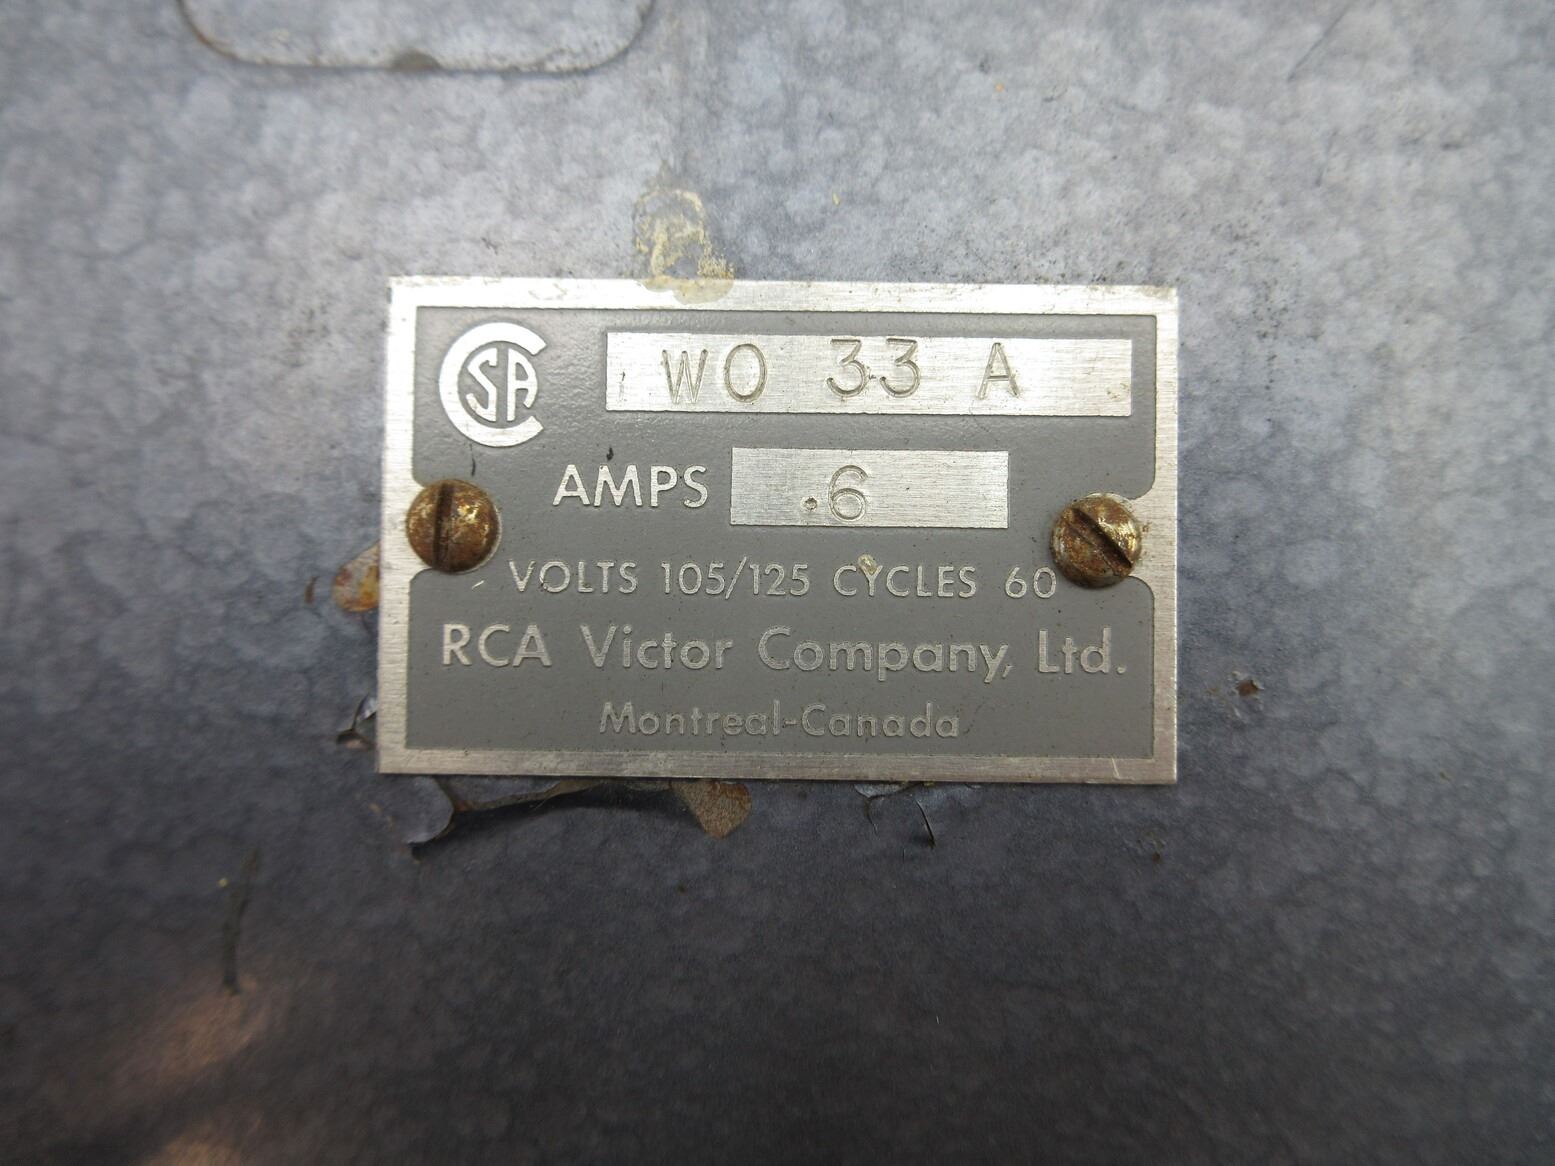 CSA
WO 33 A
AMPS .6
VOLTS 105/125 CYCLES 60
RCA Victor Company, Ltd.
Montreal-Canada